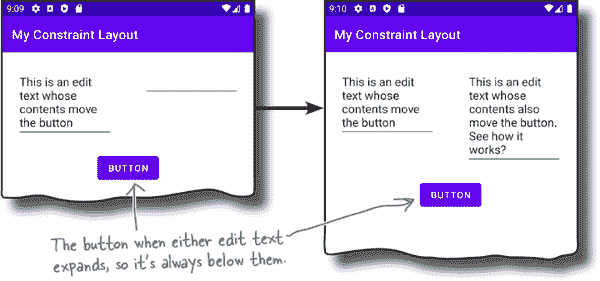 9:09
My Constraint Layout
This is an edit
text whose
contents move
the button
BUTTON
9:10
My Constraint Layout
This is an edit
text whose
contents move
the button
This is an edit
text whose
contents also
move the button.
See how it
works?
BUTTON
The button when either edit text
expands, so it's always below them.